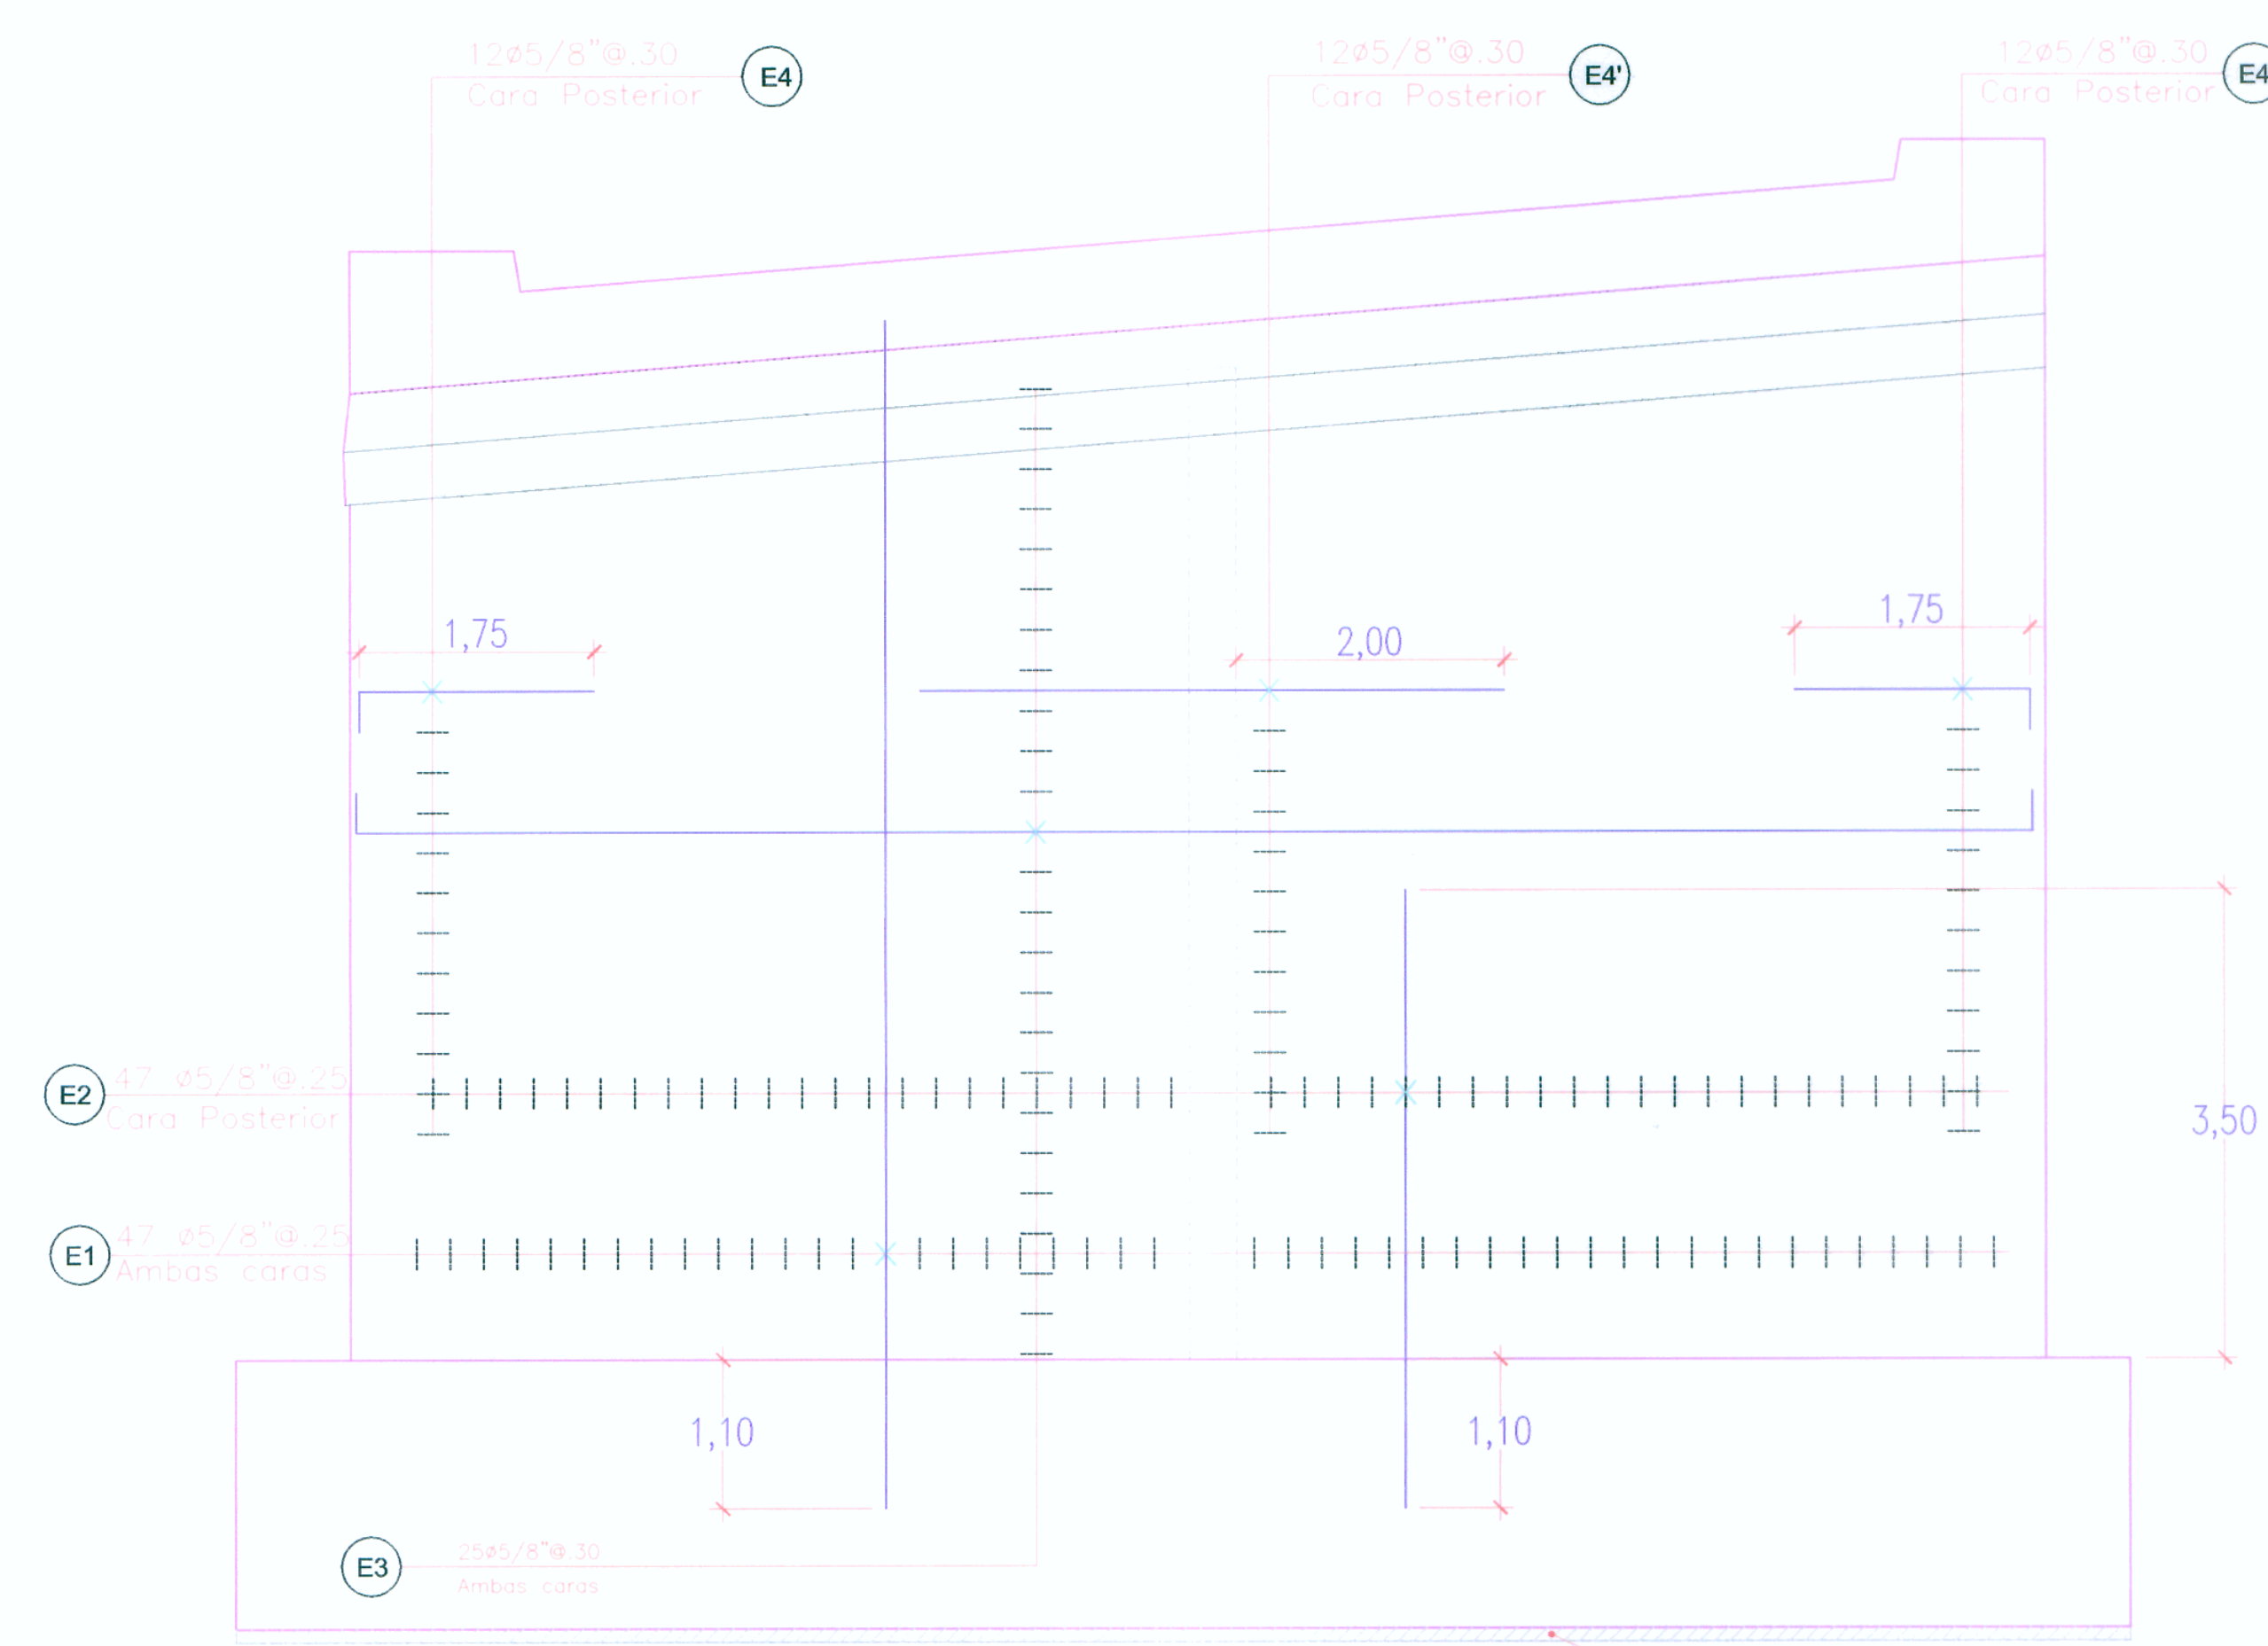 12ø5/8"@.30
Cara Posterior
E4
12ø5/8"@.30
Cara Posterior
E4'
12ø5/8"@.30
Cara Posterior
E4
1,75
2,00
1,75
E2
47 ø5/8"@.25
Cara Posterior
3,50
E1
47 ø5/8"@.25
Ambas caras
1,10
1,10
E3
25ø5/8"@.30
Ambas caras